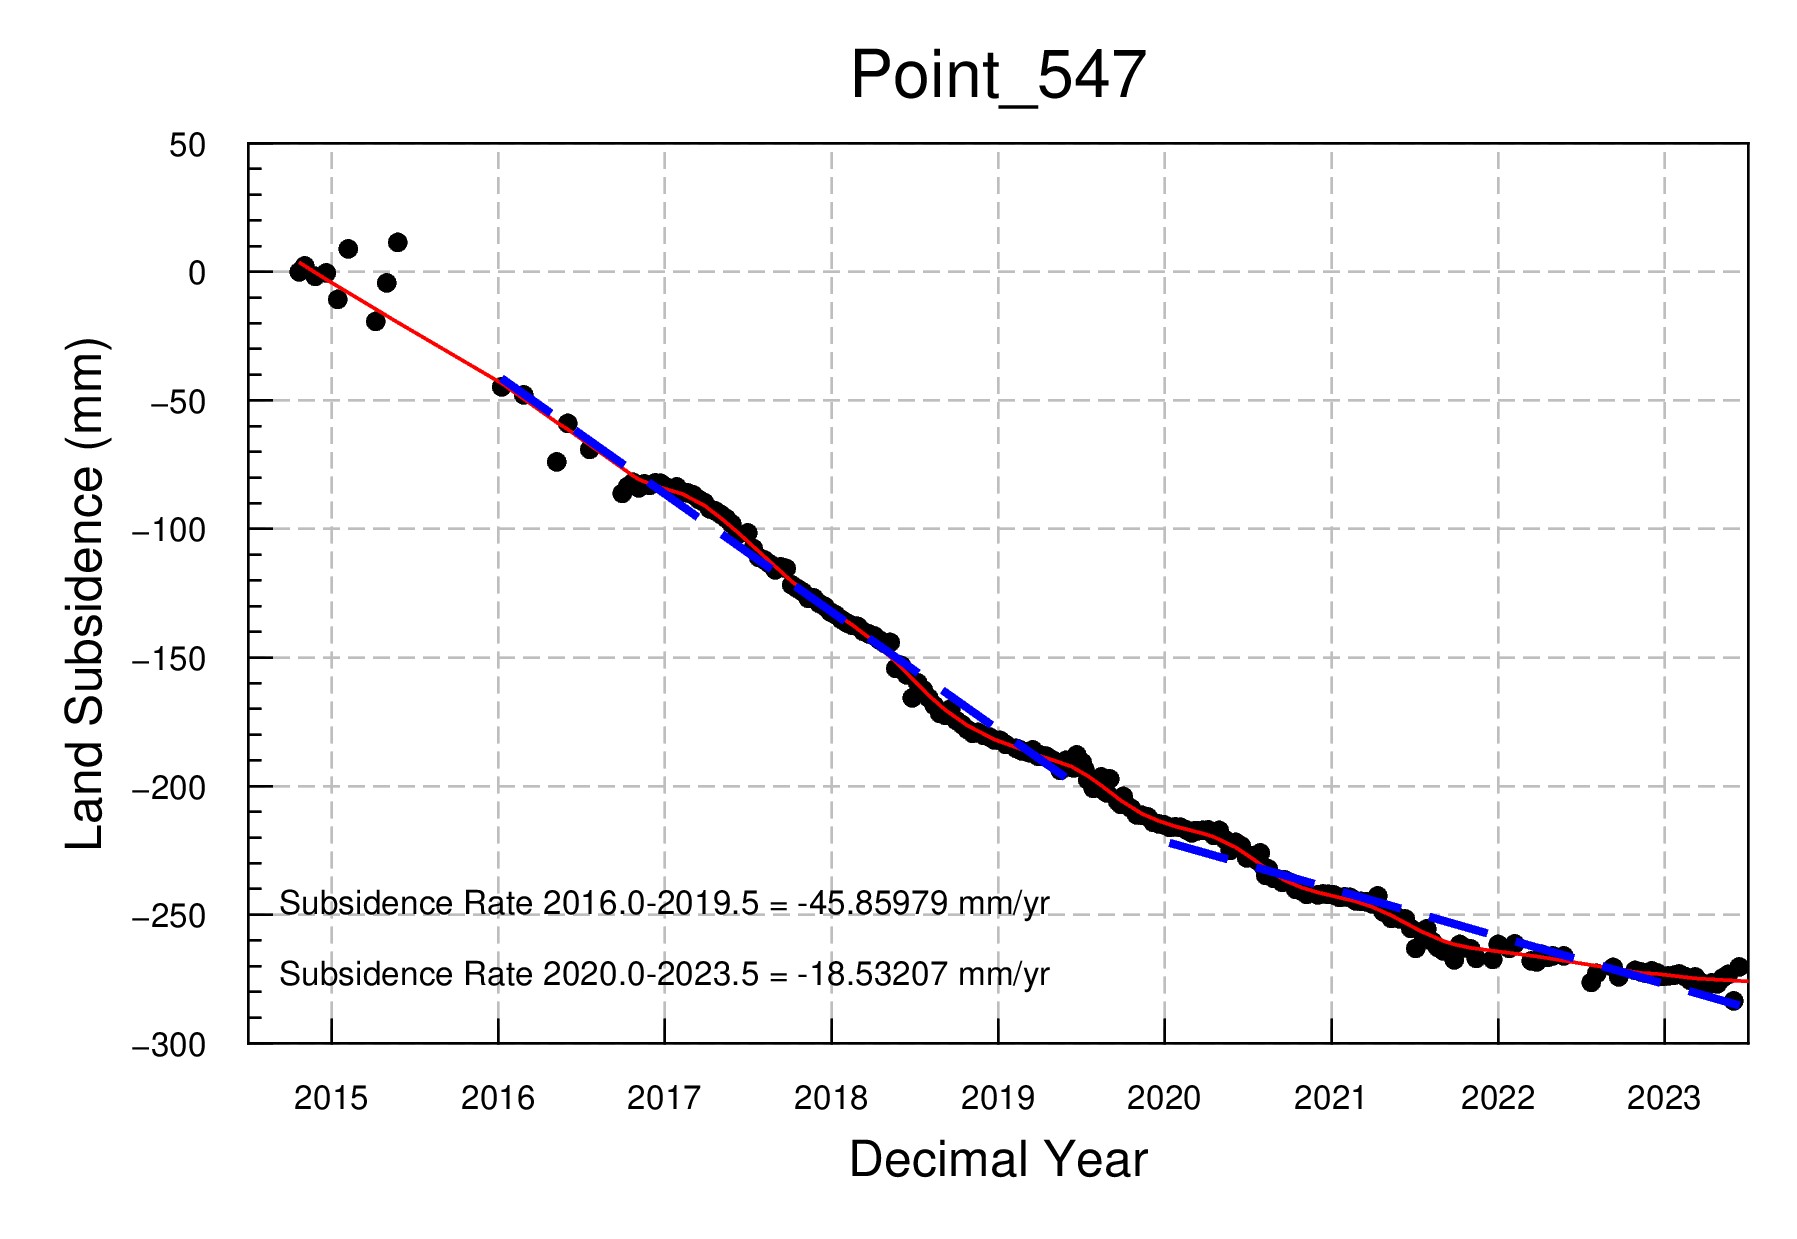 Point_547
50
0
−50
−100
−150
−200
−250
−300
Land Subsidence (mm)
Subsidence Rate 2016.0-2019.5 = -45.85979 mm/yr
Subsidence Rate 2020.0-2023.5 = -18.53207 mm/yr
2015 2016 2017 2018 2019 2020 2021 2022 2023
Decimal Year